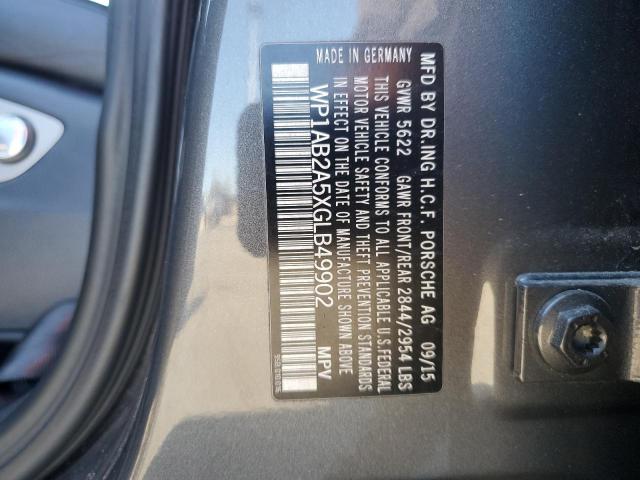 MFD BY DR.ING H.C.F. PORSCHE AG 09/15
GVWR 5622 GAWR FRONT/REAR 2844/2954 LBS
THIS VEHICLE CONFORMS TO ALL APPLICABLE U.S.FEDERAL
MOTOR VEHICLE SAFETY AND THEFT PREVENTION STANDARDS
IN EFFECT ON THE DATE OF MANUFACTURE SHOWN ABOVE
WP1AB2A5XGLB49902 MPV
MADE IN GERMANY